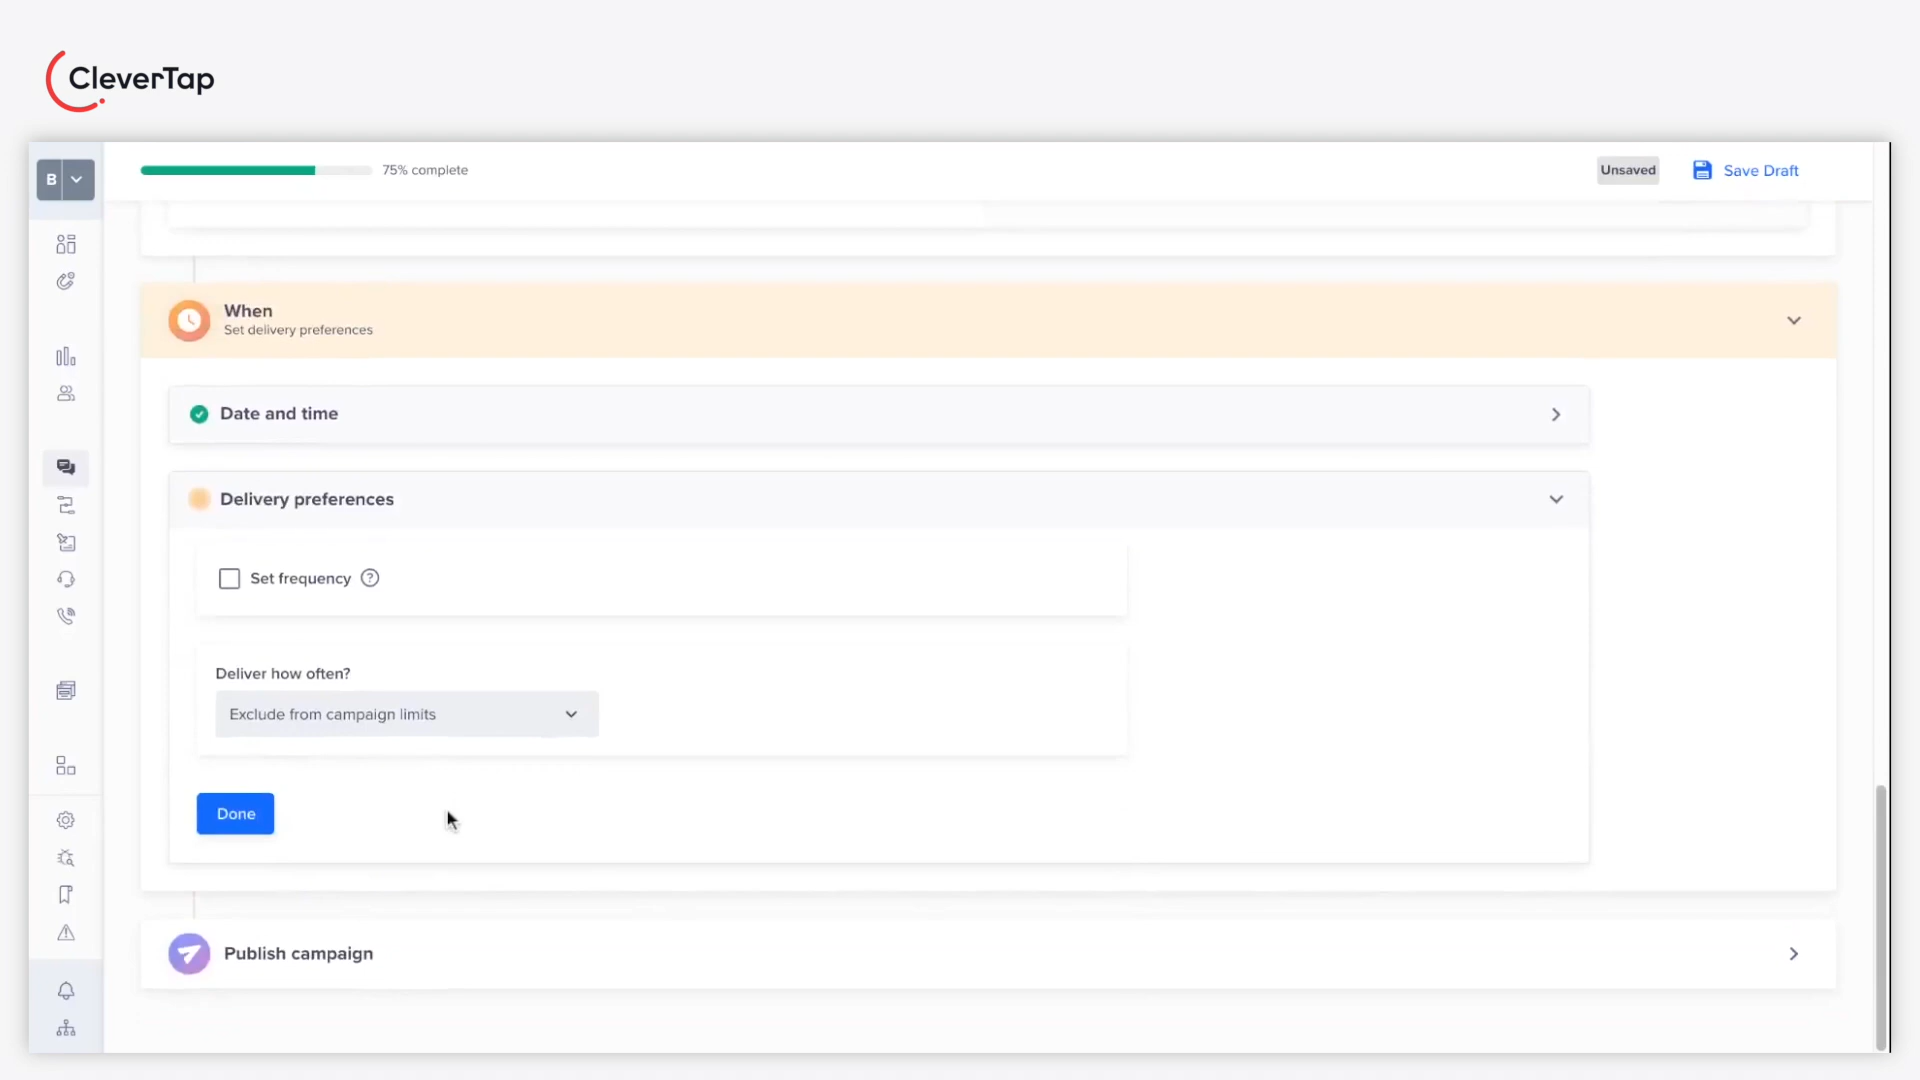 CleverTap
B
75% complete
Unsaved
Save Draft
When
Set delivery preferences
Date and time
Delivery preferences
Set frequency ?
Deliver how often?
Exclude from campaign limits
Done
Publish campaign